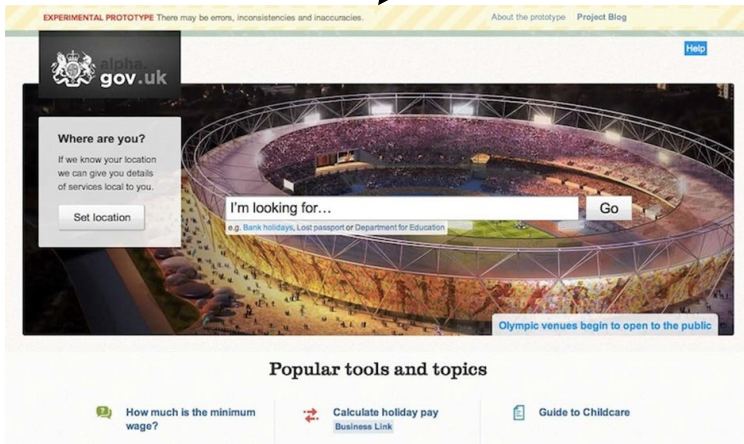 EXPERIMENTAL PROTOTYPE There may be errors, inconsistencies and inaccuracies.
About the prototype Project Blog
Help
alpha.
gov.uk
Where are you?
If we know your location
we can give you details
of services local to you.
Set location
I'm looking for...
Go
e.g. Bank holidays, Lost passport or Department for Education
Olympic venues begin to open to the public
Popular tools and topics
How much is the minimum
wage?
Calculate holiday pay
Business Link
Guide to Childcare